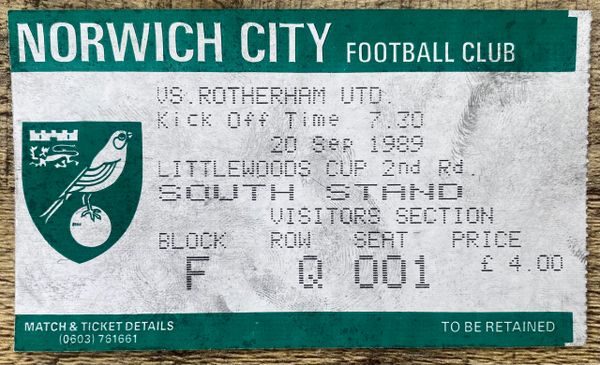 NORWICH CITY FOOTBALL CLUB
VS. ROTHERHAM UTD.
Kick Off Time 7.30
20 Sep 1989
LITTLEWOODS CUP 2nd Rd.
SOUTH STAND
VISITORS SECTION
BLOCK ROW SEAT PRICE
F Q 001 £ 4.00
MATCH & TICKET DETAILS
(0603) 761661
TO BE RETAINED